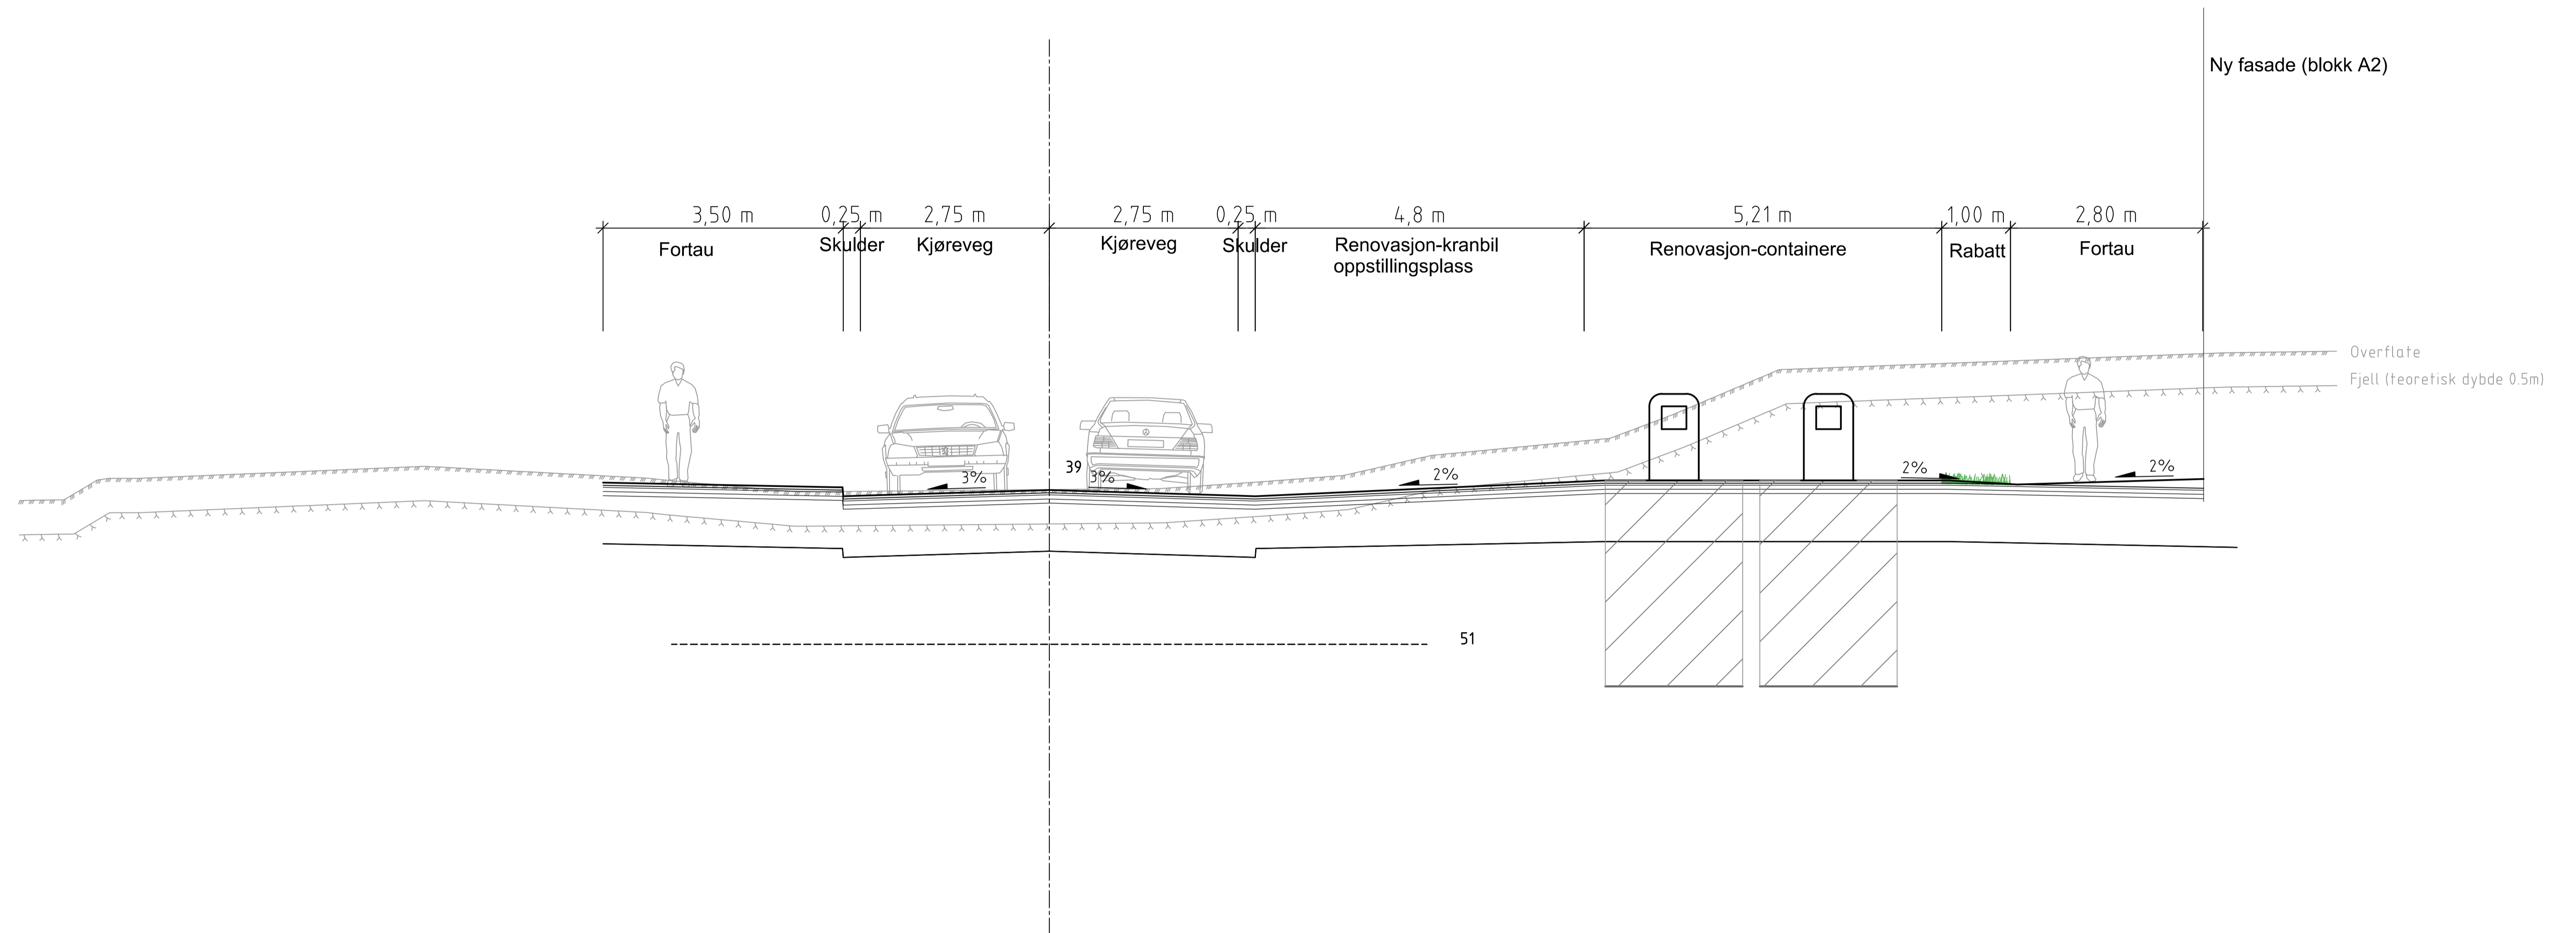 Ny fasade (blokk A2)
3,50 m 0,25 m 2,75 m 2,75 m 0,25 m 4,8 m 5,21 m 1,00 m 2,80 m
Fortau Skulder Kjøreveg Kjøreveg Skulder Renovasjon-kranbil Renovasjon-containere Rabatt Fortau
oppstillingsplass
Overflate
Fjell (teoretisk dybde 0.5m)
39
3% 3% 2% 2% 2%
51